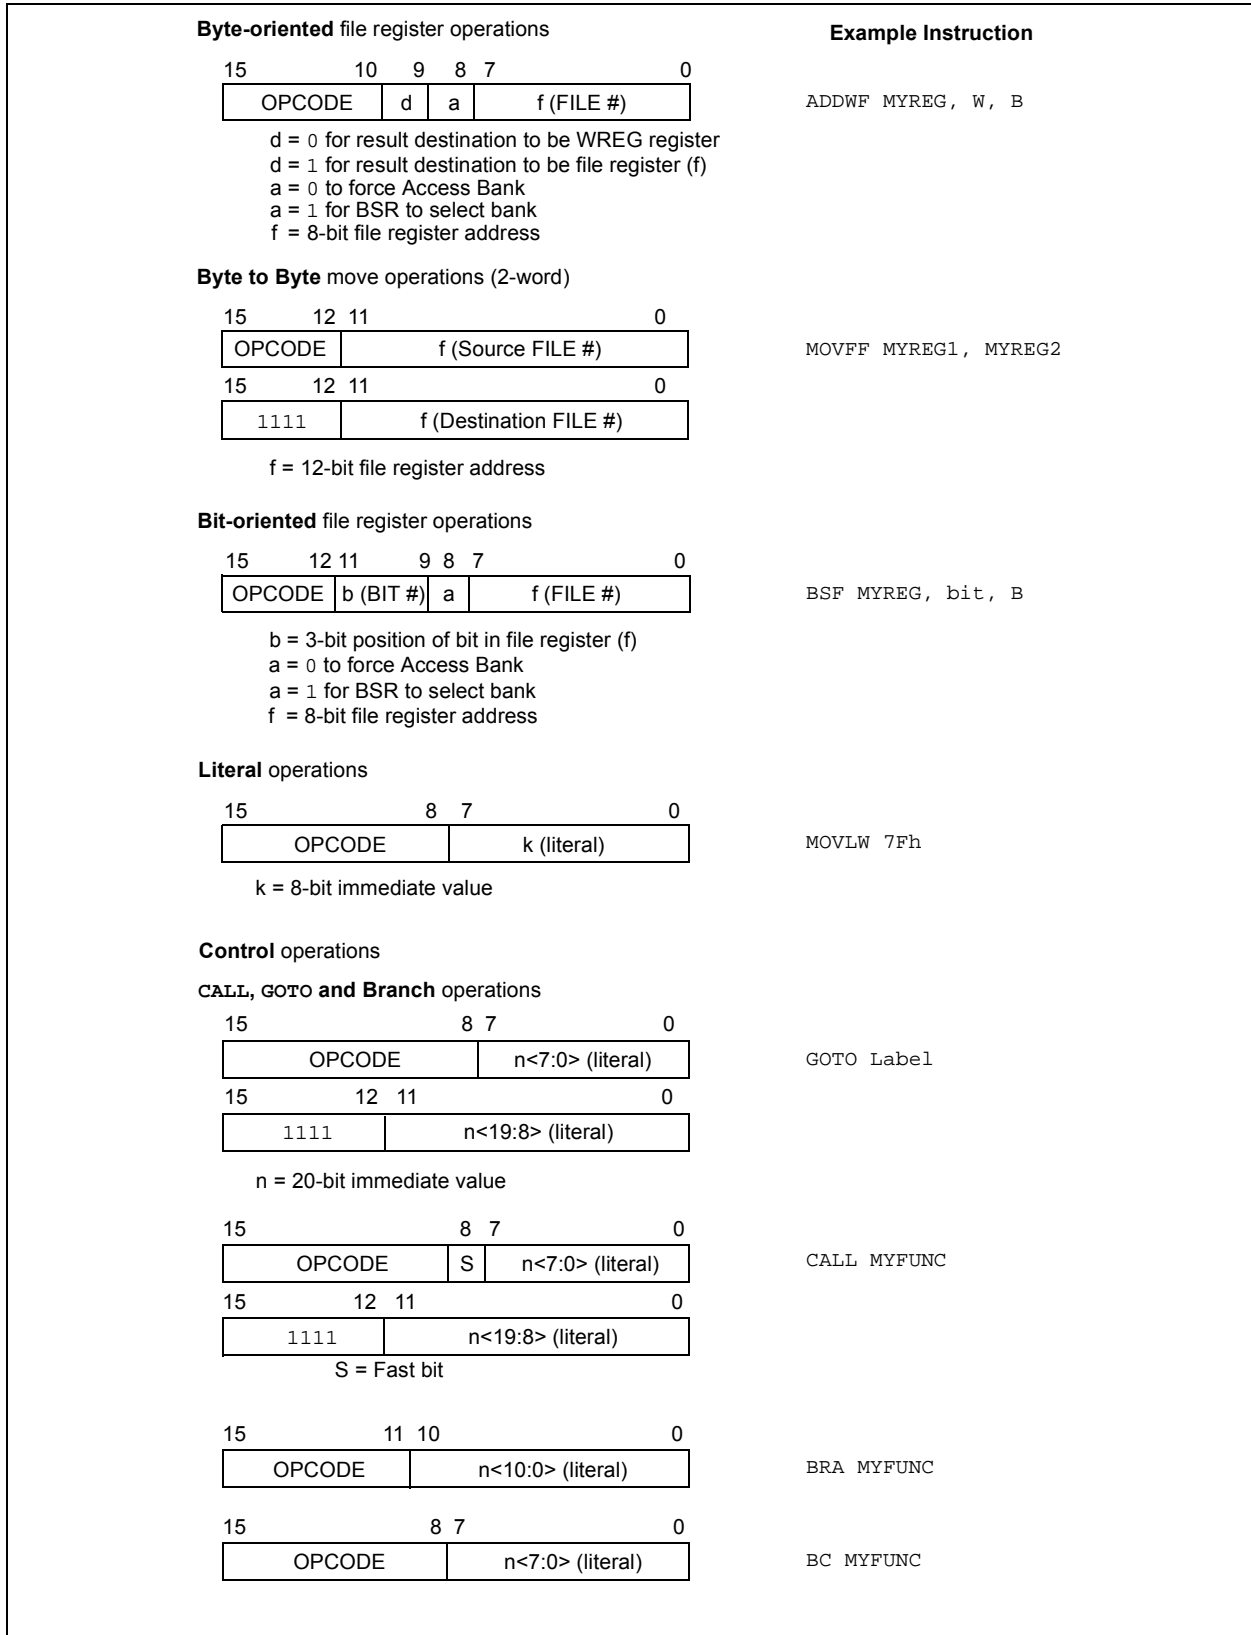 Byte-oriented file register operations Example Instruction
15 10 9 8 7 0
OPCODE d a f (FILE #) ADDWF MYREG, W, B
d = 0 for result destination to be WREG register
d = 1 for result destination to be file register (f)
a = 0 to force Access Bank
a = 1 for BSR to select bank
f = 8-bit file register address
Byte to Byte move operations (2-word)
15 12 11 0
OPCODE f (Source FILE #) MOVFF MYREG1, MYREG2
15 12 11 0
1111 f (Destination FILE #)
f = 12-bit file register address
Bit-oriented file register operations
15 12 11 9 8 7 0
OPCODE b (BIT #) a f (FILE #) BSF MYREG, bit, B
b = 3-bit position of bit in file register (f)
a = 0 to force Access Bank
a = 1 for BSR to select bank
f = 8-bit file register address
Literal operations
15 8 7 0
OPCODE k (literal) MOVLW 7Fh
k = 8-bit immediate value
Control operations
CALL, GOTO and Branch operations
15 8 7 0
OPCODE n<7:0> (literal) GOTO Label
15 12 11 0
1111 n<19:8> (literal)
n = 20-bit immediate value
15 8 7 0
OPCODE S n<7:0> (literal) CALL MYFUNC
15 12 11 0
1111 n<19:8> (literal)
S = Fast bit
15 11 10 0
OPCODE n<10:0> (literal) BRA MYFUNC
15 8 7 0
OPCODE n<7:0> (literal) BC MYFUNC